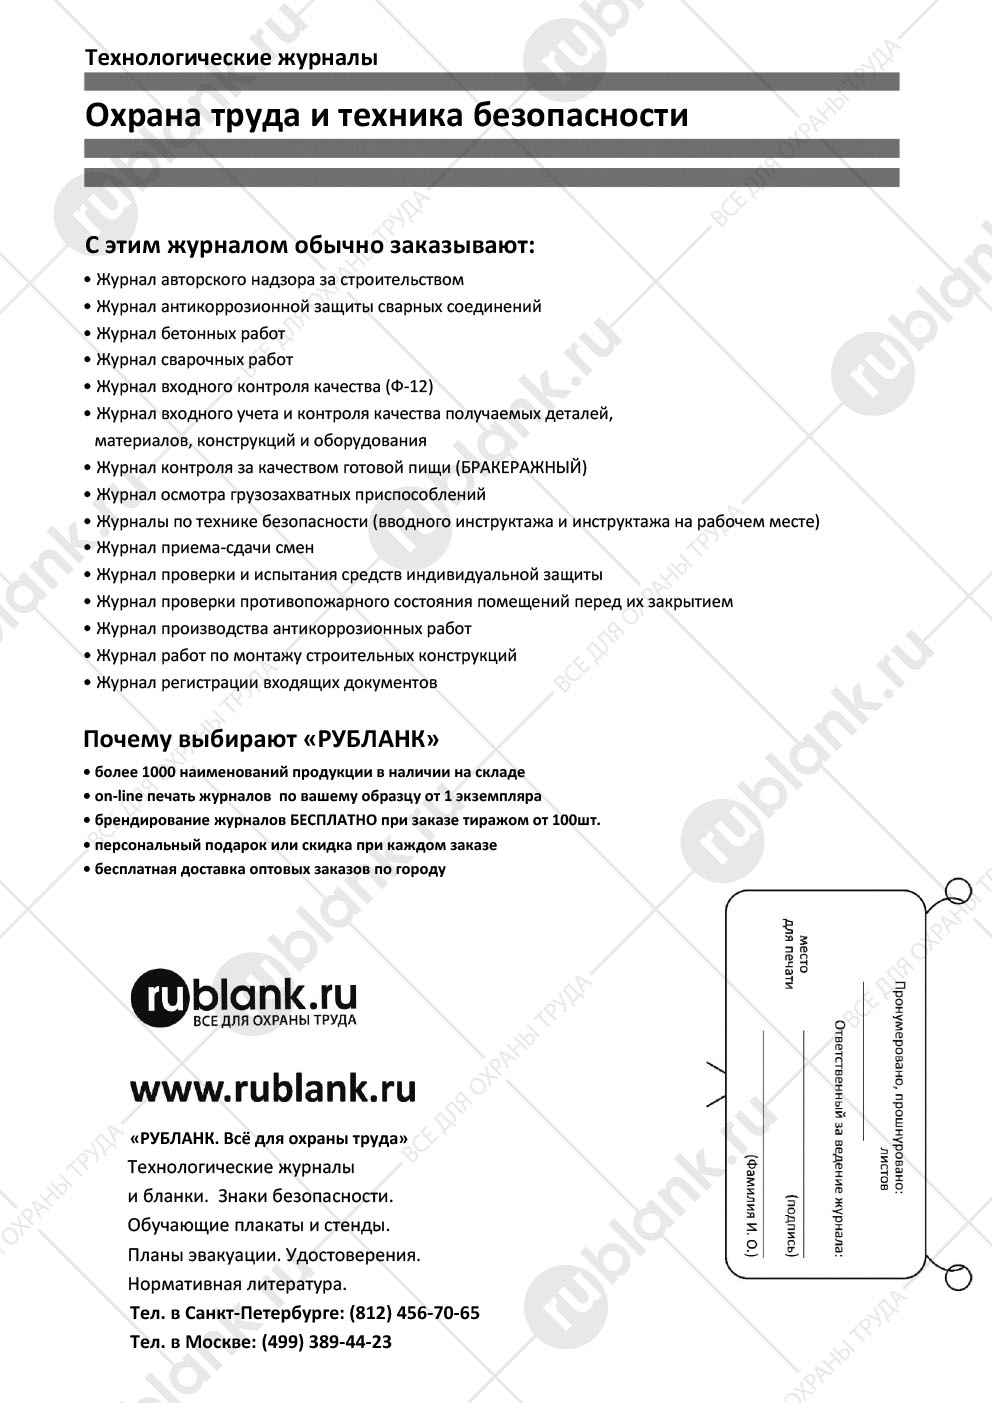 Технологические журналы
Охрана труда и техника безопасности
С этим журналом обычно заказывают:
• Журнал авторского надзора за строительством
• Журнал антикоррозионной защиты сварных соединений
• Журнал бетонных работ
• Журнал сварочных работ
• Журнал входного контроля качества (Ф-12)
• Журнал входного учета и контроля качества получаемых деталей,
материалов, конструкций и оборудования
• Журнал контроля за качеством готовой пищи (БРАКЕРАЖНЫЙ)
• Журнал осмотра грузозахватных приспособлений
• Журналы по технике безопасности (вводного инструктажа и инструктажа на рабочем месте)
• Журнал приема-сдачи смен
• Журнал проверки и испытания средств индивидуальной защиты
• Журнал проверки противопожарного состояния помещений перед их закрытием
• Журнал производства антикоррозионных работ
• Журнал работ по монтажу строительных конструкций
• Журнал регистрации входящих документов
Почему выбирают «РУБЛАНК»
• более 1000 наименований продукции в наличии на складе
• on-line печать журналов по вашему образцу от 1 экземпляра
• брендирование журналов БЕСПЛАТНО при заказе тиражом от 100шт.
• персональный подарок или скидка при каждом заказе
• бесплатная доставка оптовых заказов по городу
rublank.ru
ВСЕ ДЛЯ ОХРАНЫ ТРУДА
www.rublank.ru
«РУБЛАНК. Всё для охраны труда»
Технологические журналы
и бланки. Знаки безопасности.
Обучающие плакаты и стенды.
Планы эвакуации. Удостоверения.
Нормативная литература.
Тел. в Санкт-Петербурге: (812) 456-70-65
Тел. в Москве: (499) 389-44-23
Пронумеровано, прошнуровано:
листов
Ответственный за ведение журнала:
место
для печати
(подпись)
(Фамилия И. О.)